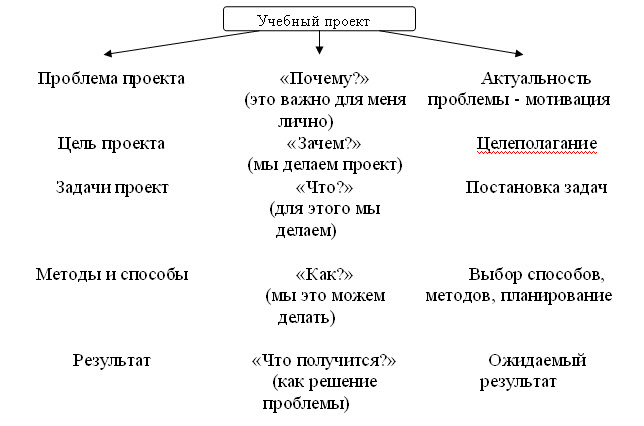 Учебный проект
Проблема проекта
«Почему?»
(это важно для меня
лично)
Актуальность
проблемы - мотивация
Цель проекта
«Зачем?»
(мы делаем проект)
Целеполагание
Задачи проект
«Что?»
(для этого мы
делаем)
Постановка задач
Методы и способы
«Как?»
(мы это можем
делать)
Выбор способов,
методов, планирование
Результат
«Что получится?»
(как решение
проблемы)
Ожидаемый
результат